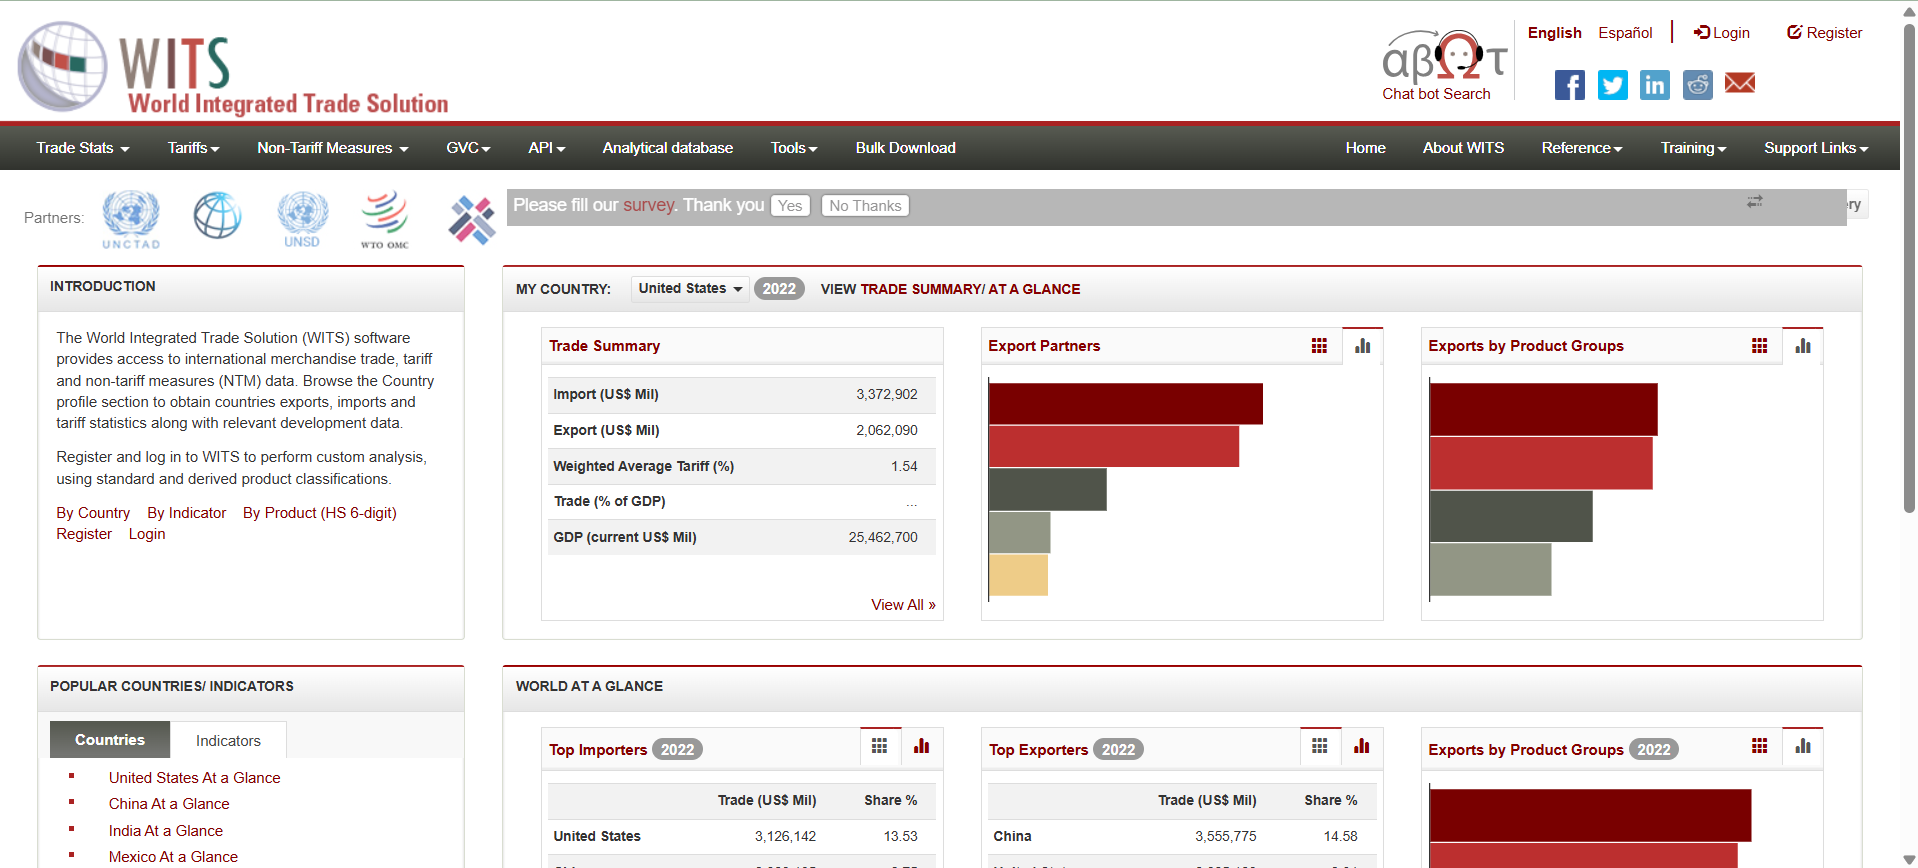 WITS
World Integrated Trade Solution
αβΩτ
Chat bot Search
English Español Login Register
Trade Stats Tariffs Non-Tariff Measures GVC API Analytical database Tools Bulk Download Home About WITS Reference Training Support Links
Partners:
UNCTAD
UNSD
WTO OMC
Please fill our survey. Thank you Yes No Thanks
INTRODUCTION
The World Integrated Trade Solution (WITS) software
provides access to international merchandise trade, tariff
and non-tariff measures (NTM) data. Browse the Country
profile section to obtain countries exports, imports and
tariff statistics along with relevant development data.
Register and log in to WITS to perform custom analysis,
using standard and derived product classifications.
By Country By Indicator By Product (HS 6-digit)
Register Login
MY COUNTRY: United States 2022 VIEW TRADE SUMMARY/ AT A GLANCE
Trade Summary
Import (US$ Mil) 3,372,902
Export (US$ Mil) 2,062,090
Weighted Average Tariff (%) 1.54
Trade (% of GDP) ...
GDP (current US$ Mil) 25,462,700
View All »
Export Partners
Exports by Product Groups
POPULAR COUNTRIES/ INDICATORS
Countries Indicators
United States At a Glance
China At a Glance
India At a Glance
Mexico At a Glance
WORLD AT A GLANCE
Top Importers 2022
Trade (US$ Mil) Share %
United States 3,126,142 13.53
Top Exporters 2022
Trade (US$ Mil) Share %
China 3,555,775 14.58
Exports by Product Groups 2022